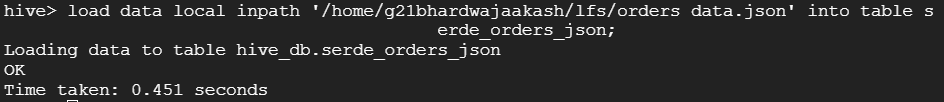 hive> load data local inpath '/home/g21bhardwajaakash/lfs/orders data.json' into table s
erde_orders_json;
Loading data to table hive_db.serde_orders_json
OK
Time taken: 0.451 seconds